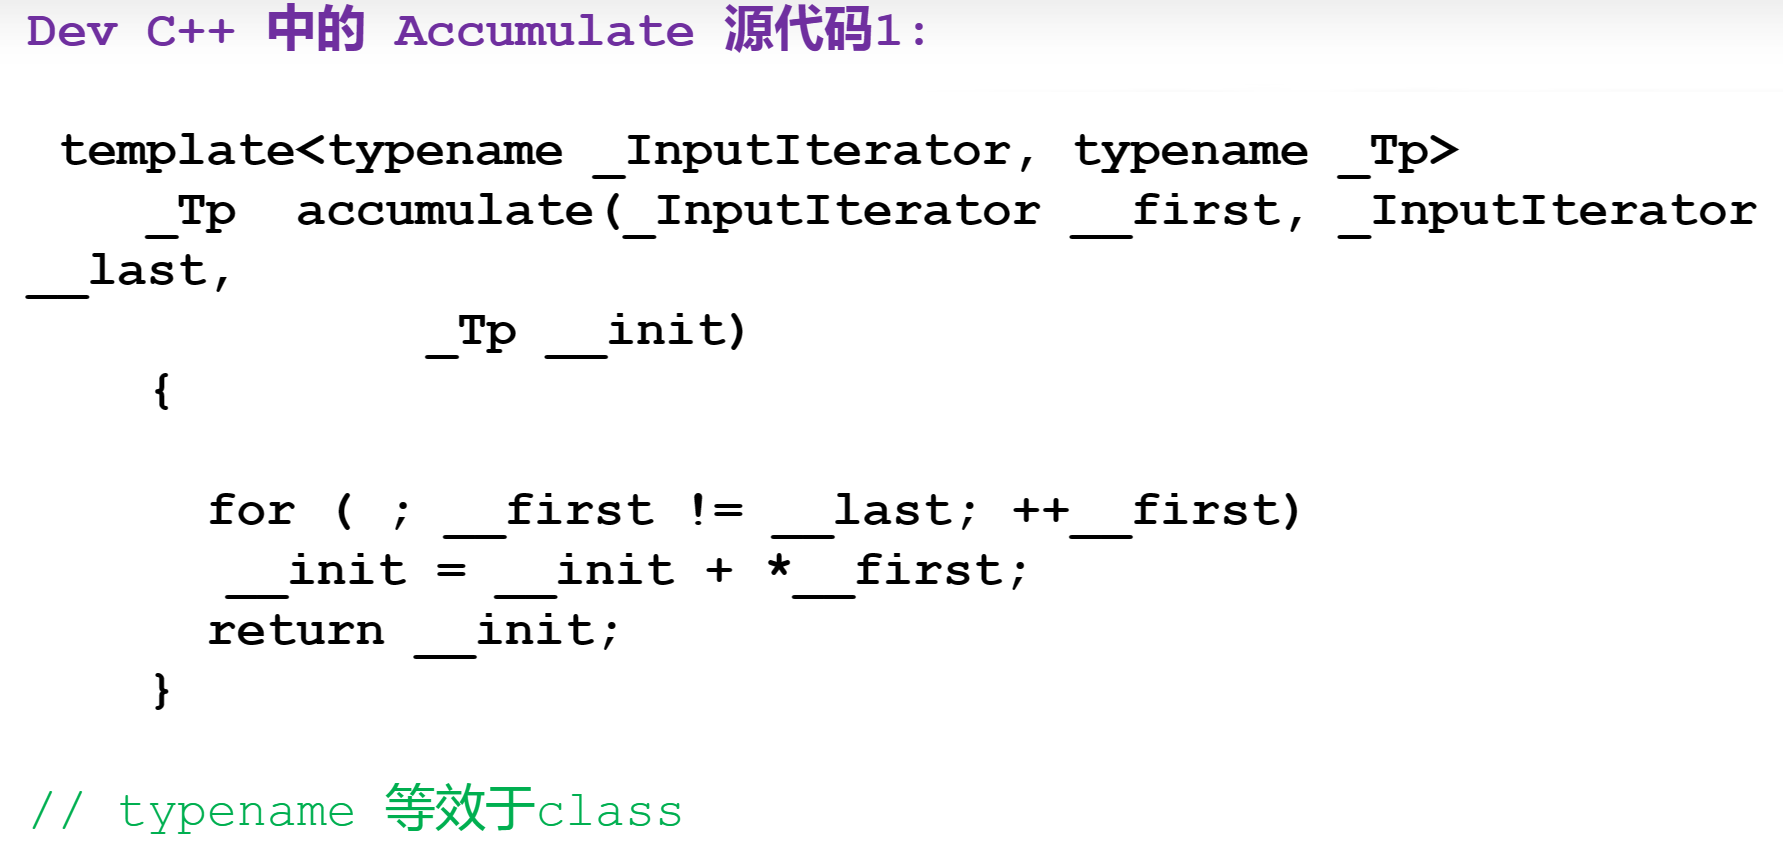 Dev C++ 中的 Accumulate 源代码1:
template<typename _InputIterator, typename _Tp>
_Tp accumulate(_InputIterator __first, _InputIterator
__last,
_Tp __init)
{
for ( ; __first != __last; ++__first)
__init = __init + *__first;
return __init;
}
// typename 等效于class